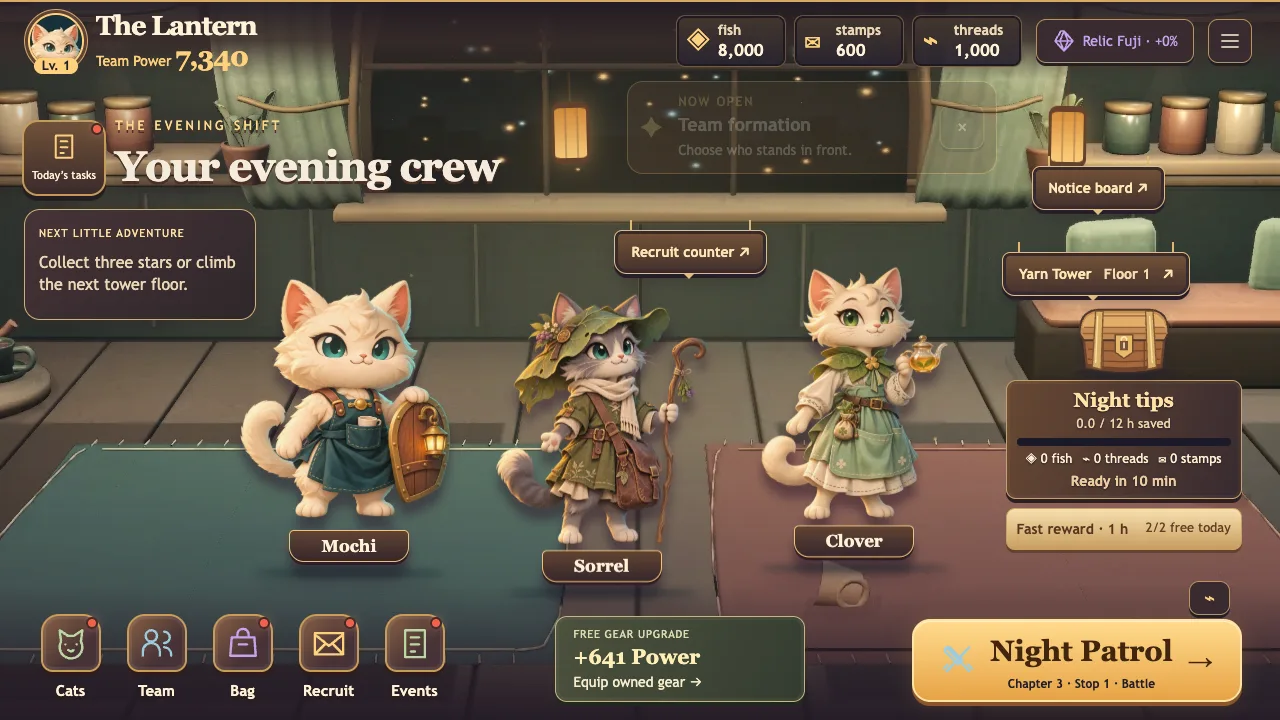 The Lantern
Lv. 1
Team Power 7,340
fish
8,000
stamps
600
threads
1,000
Relic Fuji · +0%
NOW OPEN
Team formation
Choose who stands in front.
×
THE EVENING SHIFT
Your evening crew
Today's tasks
NEXT LITTLE ADVENTURE
Collect three stars or climb
the next tower floor.
Notice board ↗
Recruit counter ↗
Yarn Tower Floor 1 ↗
Night tips
0.0 / 12 h saved
0 fish 0 threads 0 stamps
Ready in 10 min
Fast reward · 1 h 2/2 free today
Mochi
Sorrel
Clover
Cats
Team
Bag
Recruit
Events
FREE GEAR UPGRADE
+641 Power
Equip owned gear →
Night Patrol →
Chapter 3 · Stop 1 · Battle